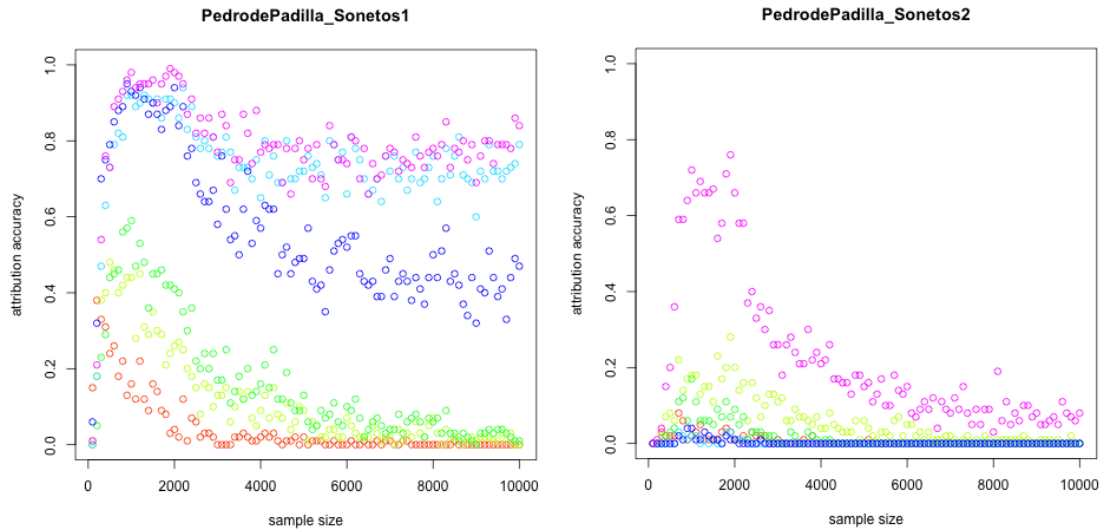 PedrodePadilla_Sonetos1
attribution accuracy
1.0
0.8
0.6
0.4
0.2
0.0
0 2000 4000 6000 8000 10000
sample size
PedrodePadilla_Sonetos2
attribution accuracy
1.0
0.8
0.6
0.4
0.2
0.0
0 2000 4000 6000 8000 10000
sample size